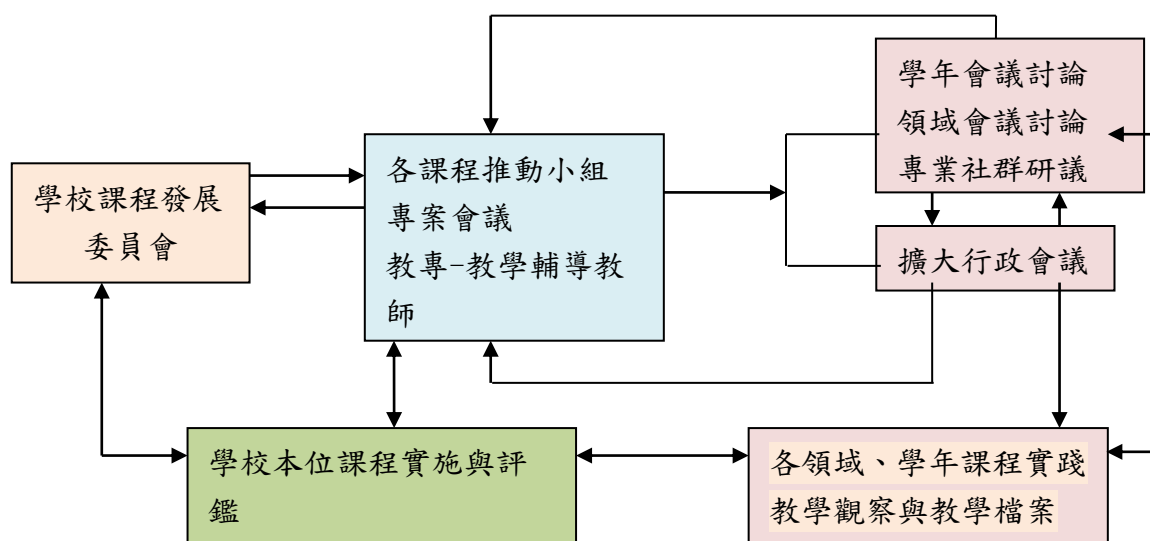 學校課程發展
委員會
各課程推動小組
專案會議
教專-教學輔導教
師
學年會議討論
領域會議討論
專業社群研議
擴大行政會議
學校本位課程實施與評
鑑
各領域、學年課程實踐
教學觀察與教學檔案